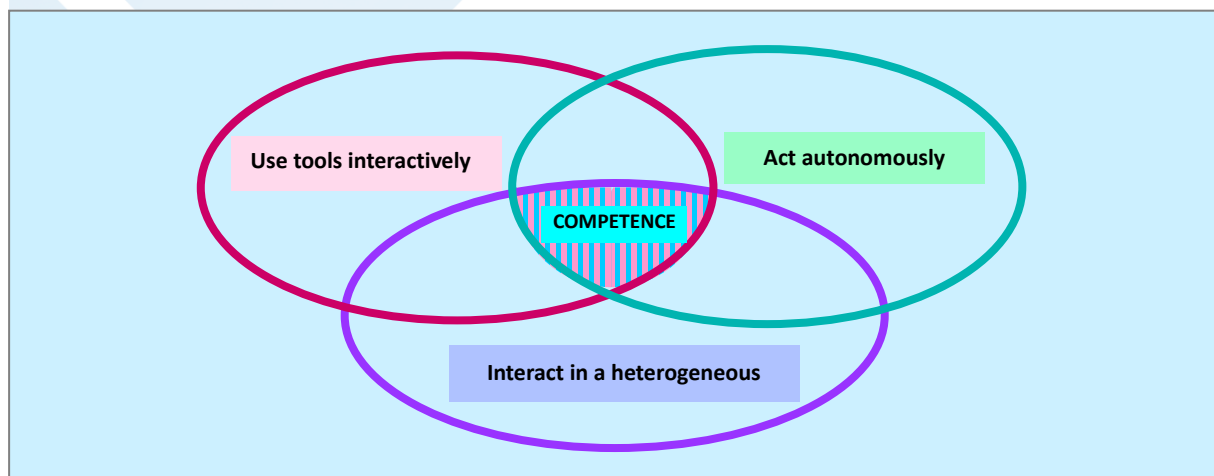 Use tools interactively
Act autonomously
COMPETENCE
Interact in a heterogeneous